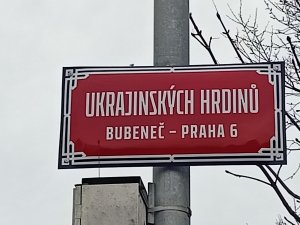 UKRAJINSKÝCH HRDINŮ
BUBENEČ – PRAHA 6